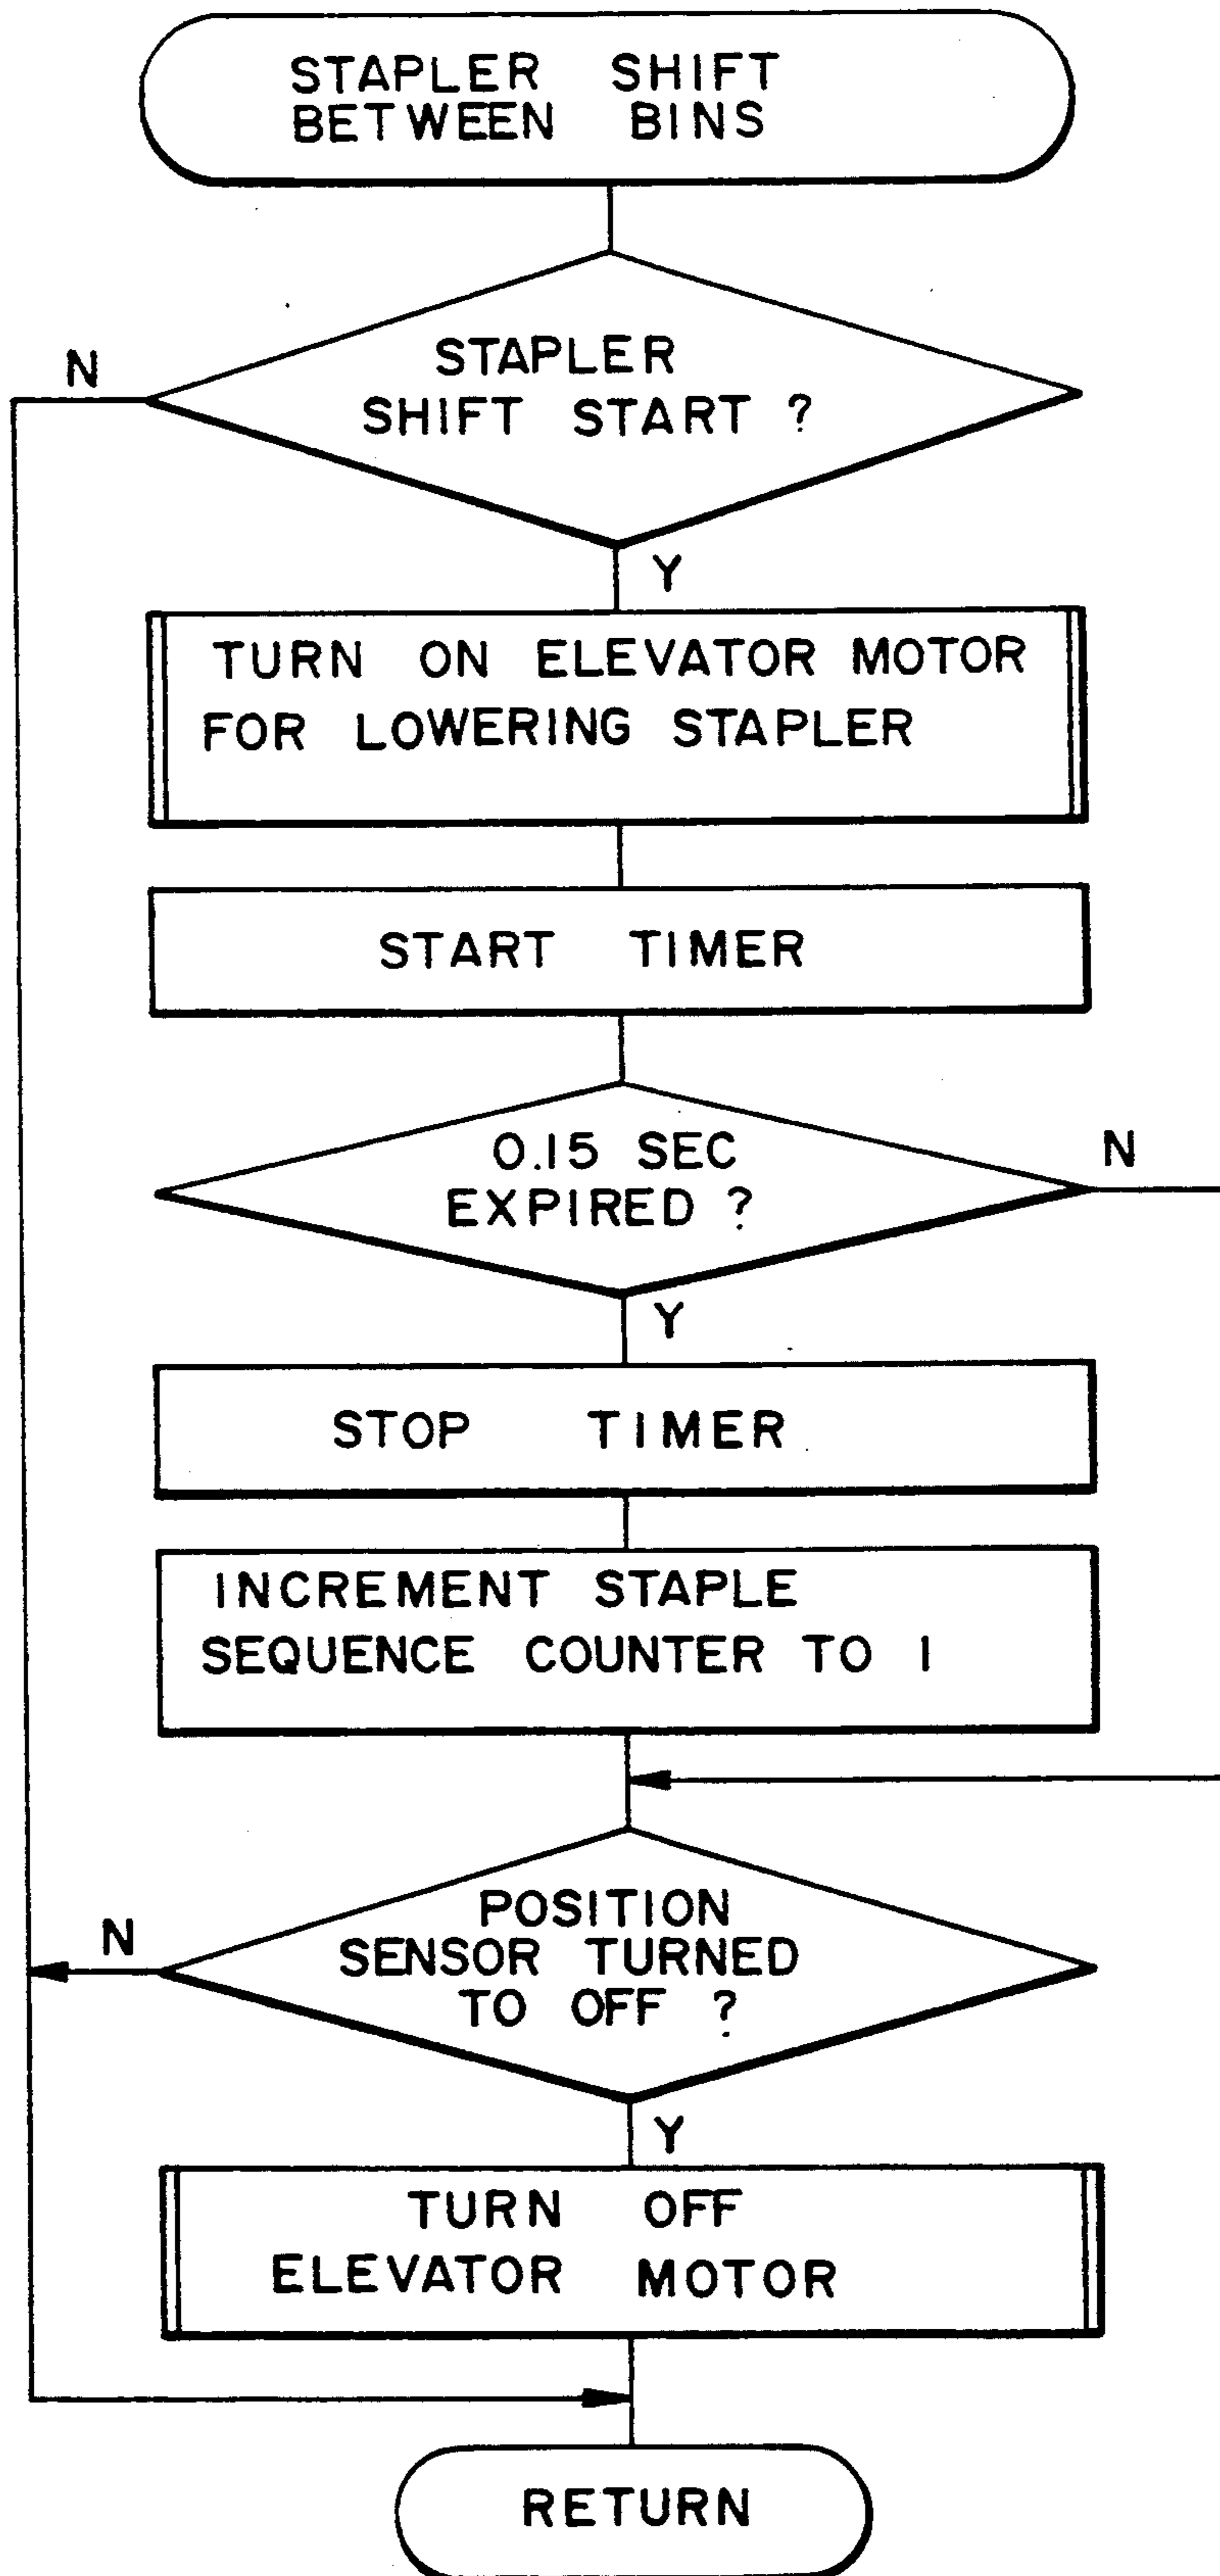 STAPLER SHIFT
BETWEEN BINS
STAPLER
SHIFT START ?
N
Y
TURN ON ELEVATOR MOTOR
FOR LOWERING STAPLER
START TIMER
0.15 SEC
EXPIRED ?
N
Y
STOP TIMER
INCREMENT STAPLE
SEQUENCE COUNTER TO 1
POSITION
SENSOR TURNED
TO OFF ?
N
Y
TURN OFF
ELEVATOR MOTOR
RETURN